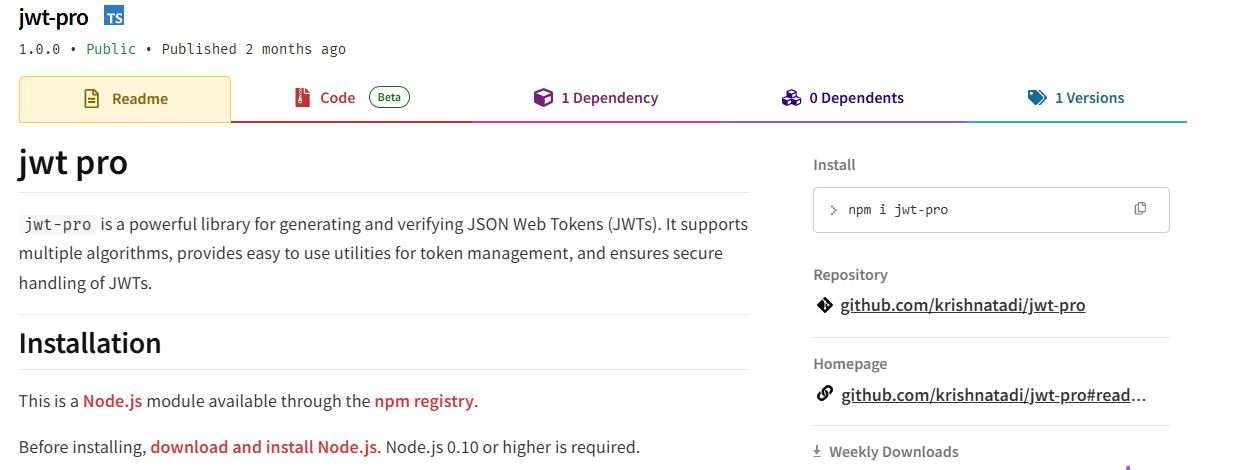 jwt-pro TS
1.0.0 • Public • Published 2 months ago
Readme
Code Beta
1 Dependency
0 Dependents
1 Versions
jwt pro
jwt-pro is a powerful library for generating and verifying JSON Web Tokens (JWTs). It supports
multiple algorithms, provides easy to use utilities for token management, and ensures secure
handling of JWTs.
Installation
This is a Node.js module available through the npm registry.
Before installing, download and install Node.js. Node.js 0.10 or higher is required.
Install
> npm i jwt-pro
Repository
github.com/krishnatadi/jwt-pro
Homepage
github.com/krishnatadi/jwt-pro#read...
Weekly Downloads